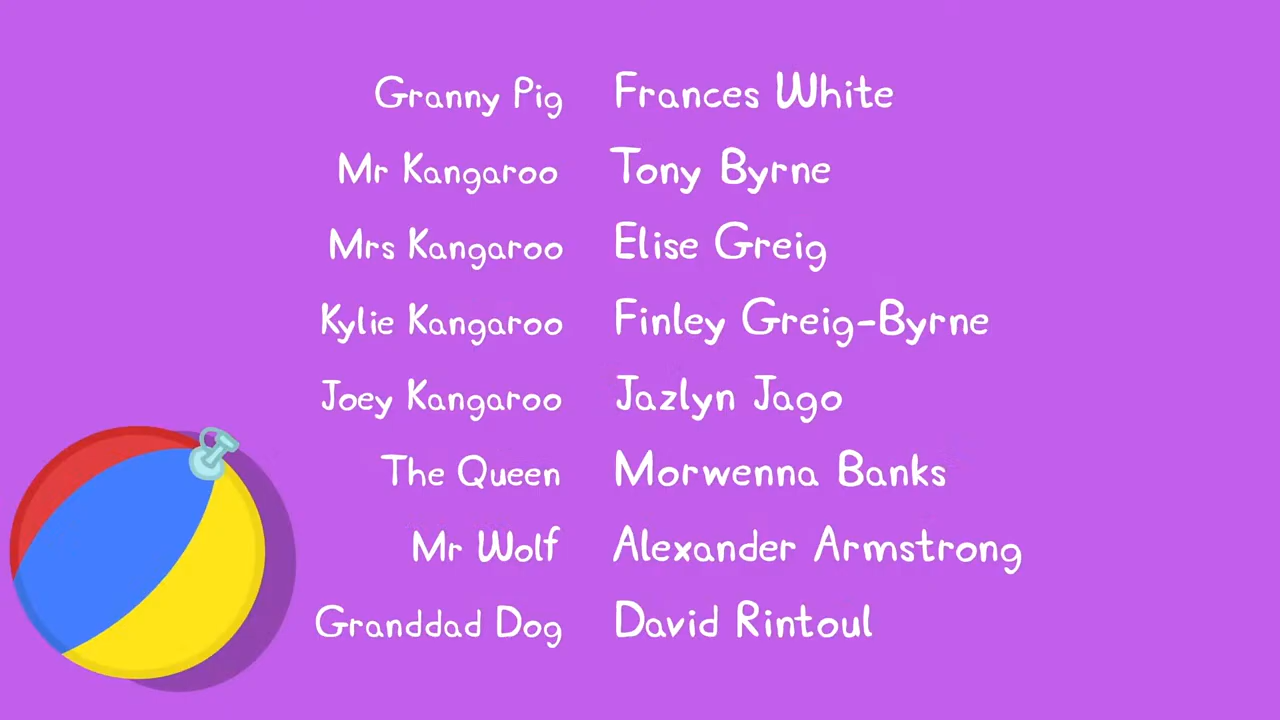 Granny Pig Frances White
Mr Kangaroo Tony Byrne
Mrs Kangaroo Elise Greig
Kylie Kangaroo Finley Greig-Byrne
Joey Kangaroo Jazlyn Jago
The Queen Morwenna Banks
Mr Wolf Alexander Armstrong
Granddad Dog David Rintoul